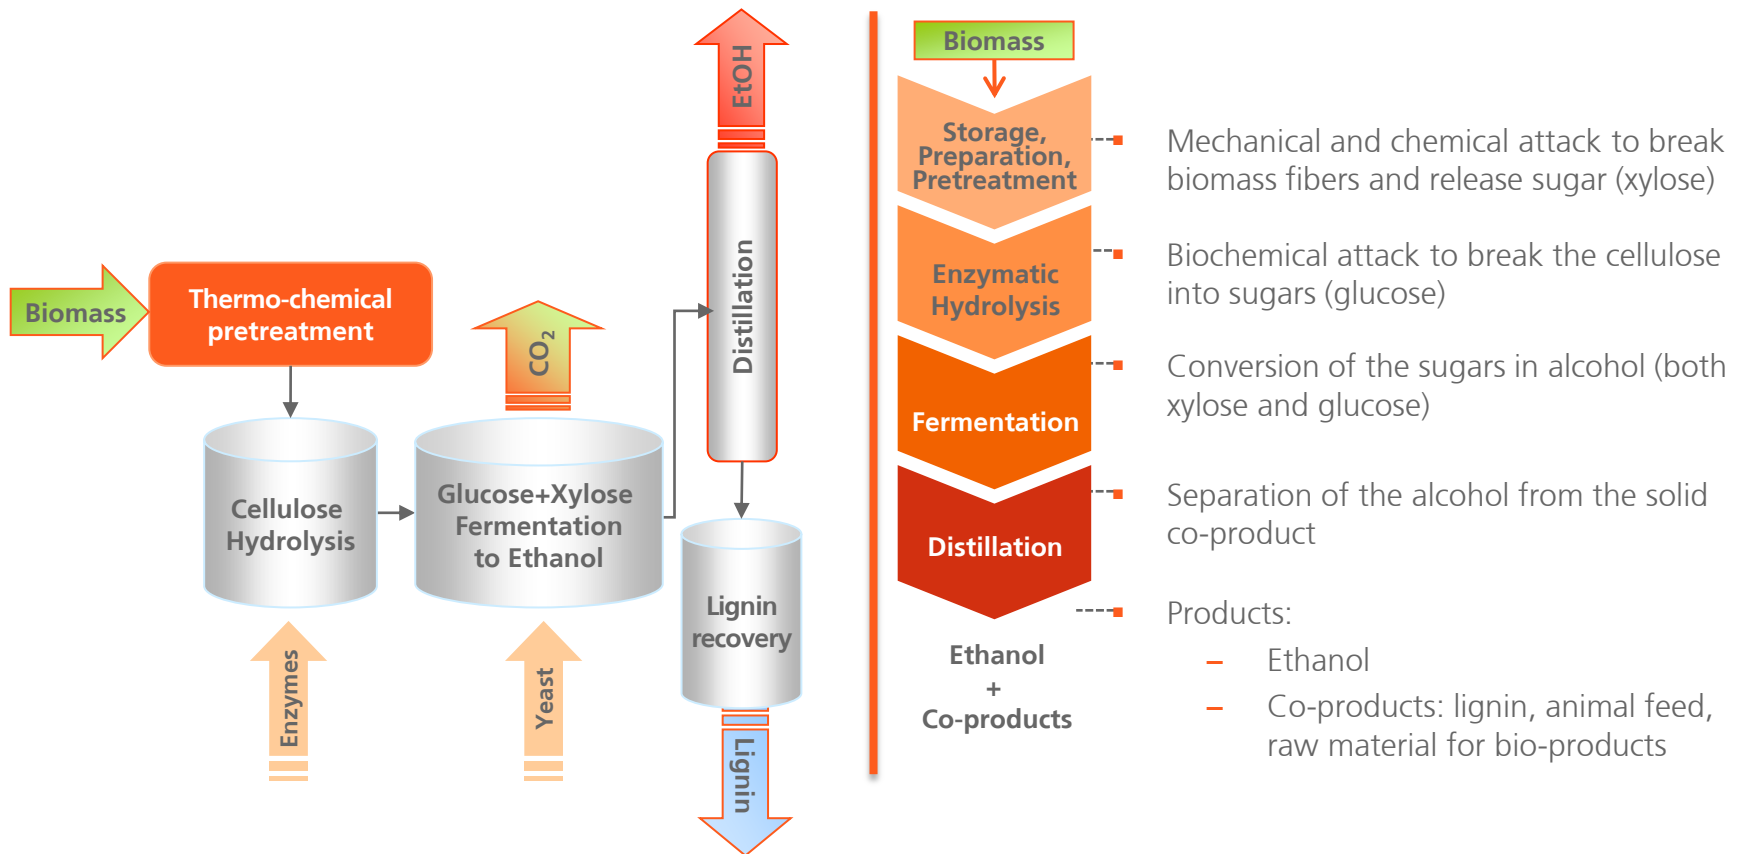 EtOH
Distillation
Biomass
Thermo-chemical
pretreatment
CO₂
Cellulose
Hydrolysis
Glucose+Xylose
Fermentation
to Ethanol
Lignin
recovery
Enzymes
Yeast
Lignin
Biomass
Storage,
Preparation,
Pretreatment
Mechanical and chemical attack to break
biomass fibers and release sugar (xylose)
Enzymatic
Hydrolysis
Biochemical attack to break the cellulose
into sugars (glucose)
Fermentation
Conversion of the sugars in alcohol (both
xylose and glucose)
Distillation
Separation of the alcohol from the solid
co-product
Ethanol
+
Co-products
Products:
– Ethanol
– Co-products: lignin, animal feed,
raw material for bio-products